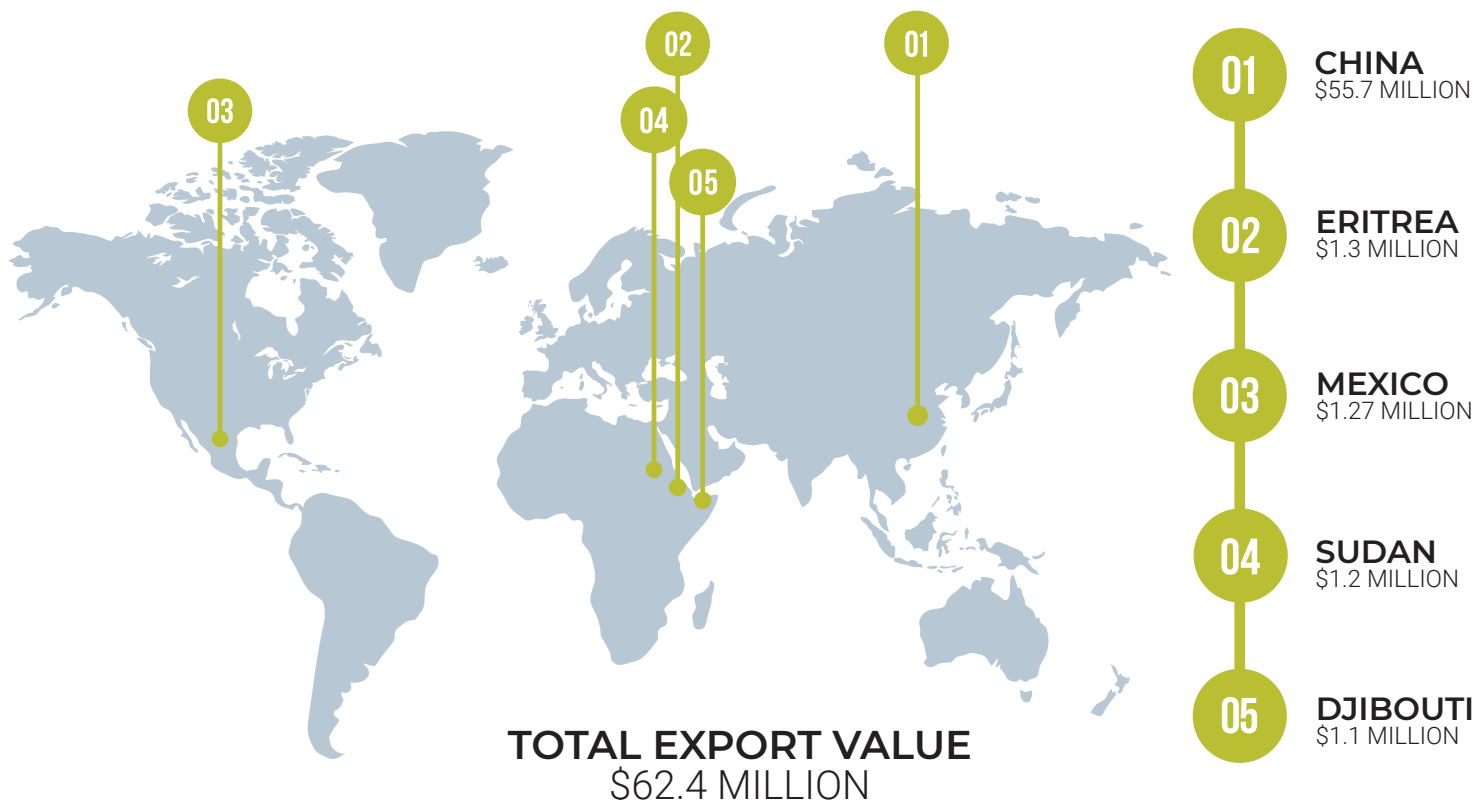 02
01
03
04
05
01
CHINA
$55.7 MILLION
02
ERITREA
$1.3 MILLION
03
MEXICO
$1.27 MILLION
04
SUDAN
$1.2 MILLION
05
DJIBOUTI
$1.1 MILLION
TOTAL EXPORT VALUE
$62.4 MILLION